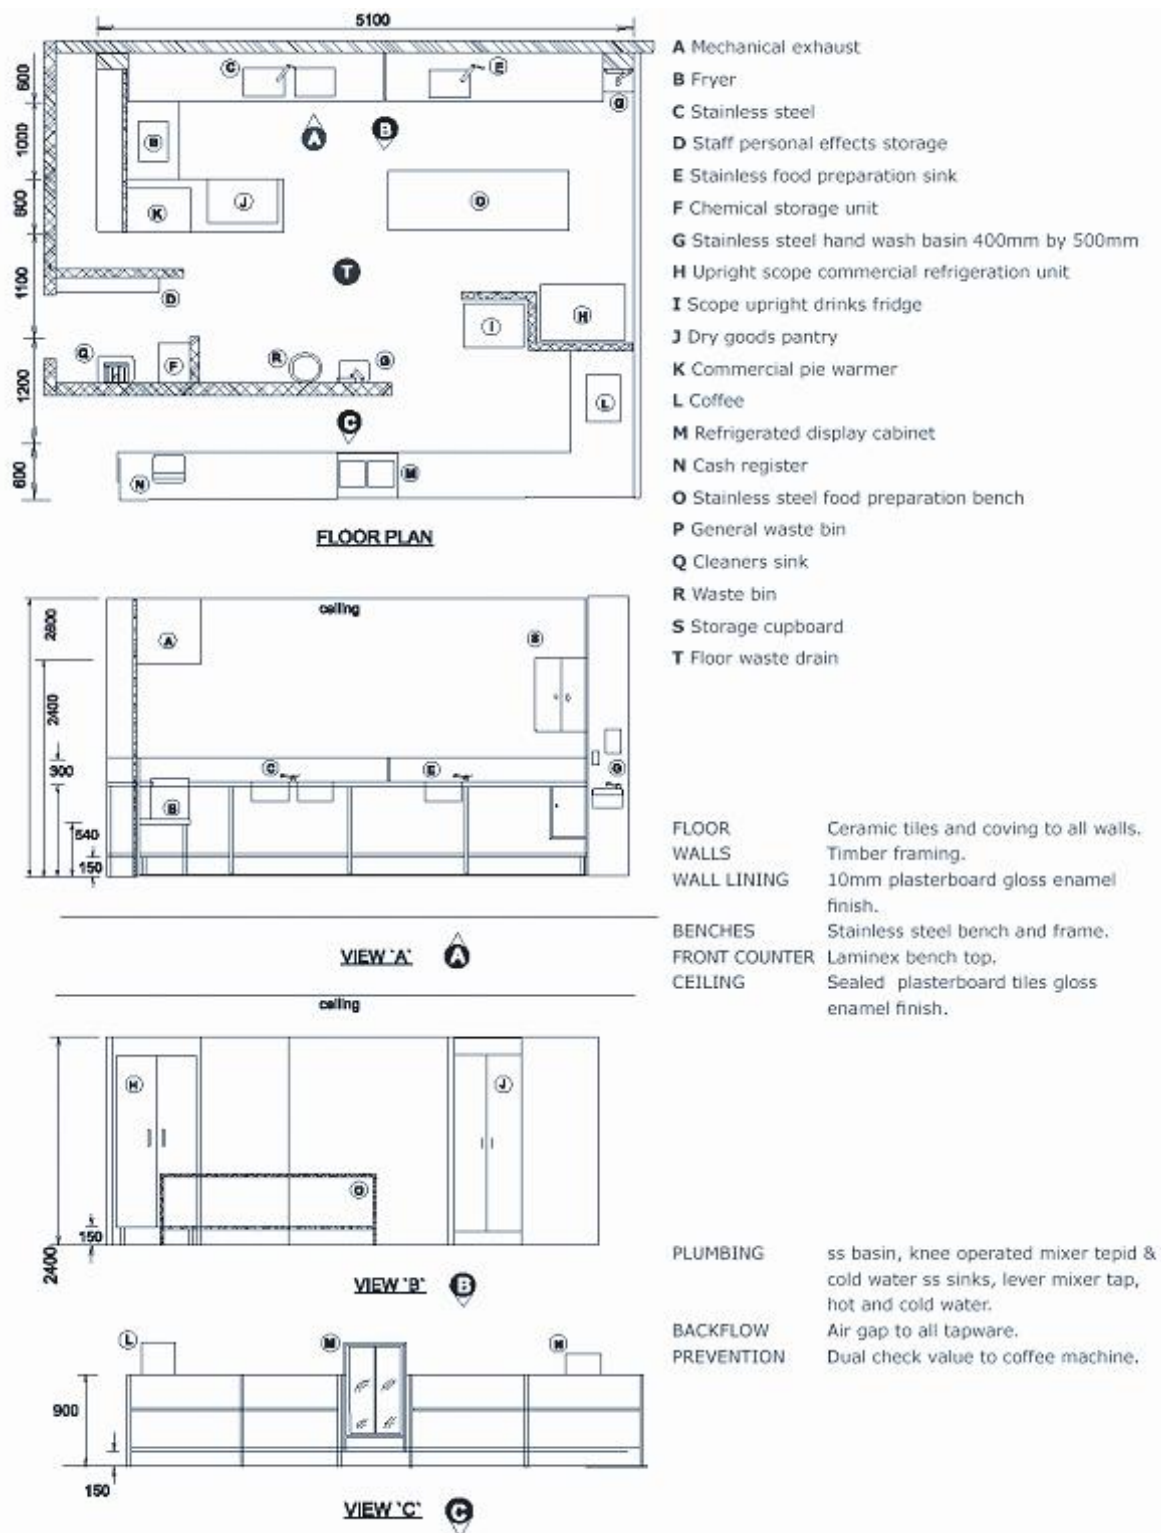 5100
A Mechanical exhaust
B Fryer
C Stainless steel
D Staff personal effects storage
E Stainless food preparation sink
F Chemical storage unit
G Stainless steel hand wash basin 400mm by 500mm
H Upright scope commercial refrigeration unit
I Scope upright drinks fridge
J Dry goods pantry
K Commercial pie warmer
L Coffee
M Refrigerated display cabinet
N Cash register
O Stainless steel food preparation bench
P General waste bin
Q Cleaners sink
R Waste bin
S Storage cupboard
T Floor waste drain
600
1000
800
1100
1200
600
C
E
G
A
B
B
K
J
O
T
D
I
H
Q
F
R
G
L
C
N
M
FLOOR PLAN
ceiling
2800
2400
300
540
150
A
S
C
E
G
B
VIEW 'A' A
FLOOR Ceramic tiles and coving to all walls.
WALLS Timber framing.
WALL LINING 10mm plasterboard gloss enamel
finish.
BENCHES Stainless steel bench and frame.
FRONT COUNTER Laminex bench top.
CEILING Sealed plasterboard tiles gloss
enamel finish.
ceiling
H
J
O
150
2400
VIEW 'B' B
PLUMBING ss basin, knee operated mixer tepid &
cold water ss sinks, lever mixer tap,
hot and cold water.
BACKFLOW Air gap to all tapware.
PREVENTION Dual check value to coffee machine.
L
M
N
900
150
VIEW 'C' C